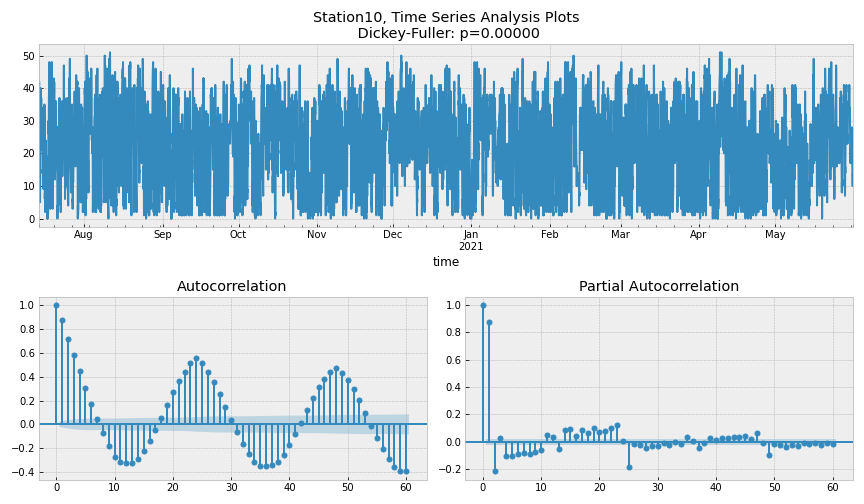 Station10, Time Series Analysis Plots
Dickey-Fuller: p=0.00000
50
40
30
20
10
0
Aug Sep Oct Nov Dec Jan Feb Mar Apr May
2021
time
Autocorrelation
1.0
0.8
0.6
0.4
0.2
0.0
−0.2
−0.4
0 10 20 30 40 50 60
Partial Autocorrelation
1.0
0.8
0.6
0.4
0.2
0.0
−0.2
0 10 20 30 40 50 60